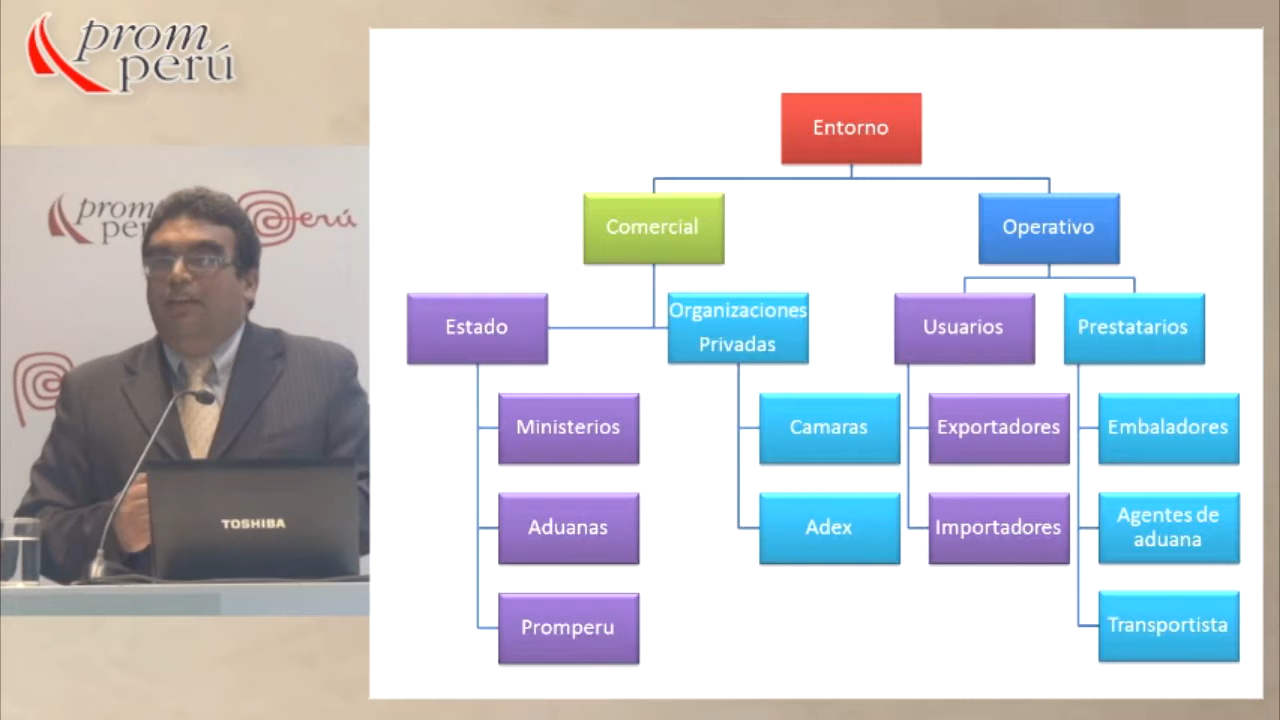 prom
perú
prom
perú
Perú
TOSHIBA
Entorno
Comercial
Operativo
Estado
Organizaciones
Privadas
Usuarios
Prestatarios
Ministerios
Camaras
Exportadores
Embaladores
Aduanas
Adex
Importadores
Agentes de
aduana
Promperu
Transportista